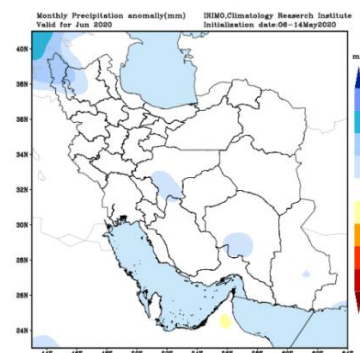 Monthly Precipitation anomaly(mm) IRIMO,Climatology Research Institute
Valid for Jun 2020 Initialization date:06-14May2020
40N
38N
36N
34N
32N
30N
28N
26N
24N
m